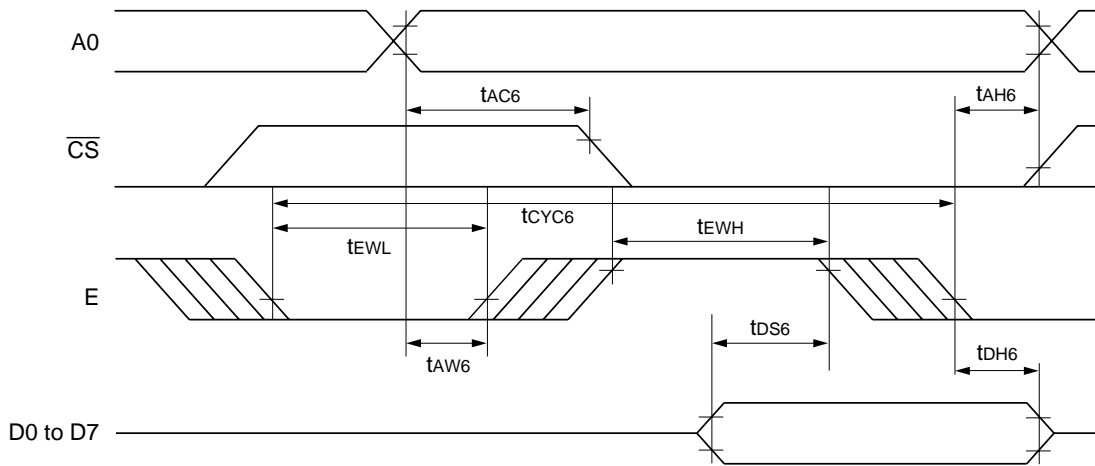 A0
tAC6
tAH6
CS
tCYC6
tEWL
tEWH
E
tDS6
tAW6
tDH6
D0 to D7